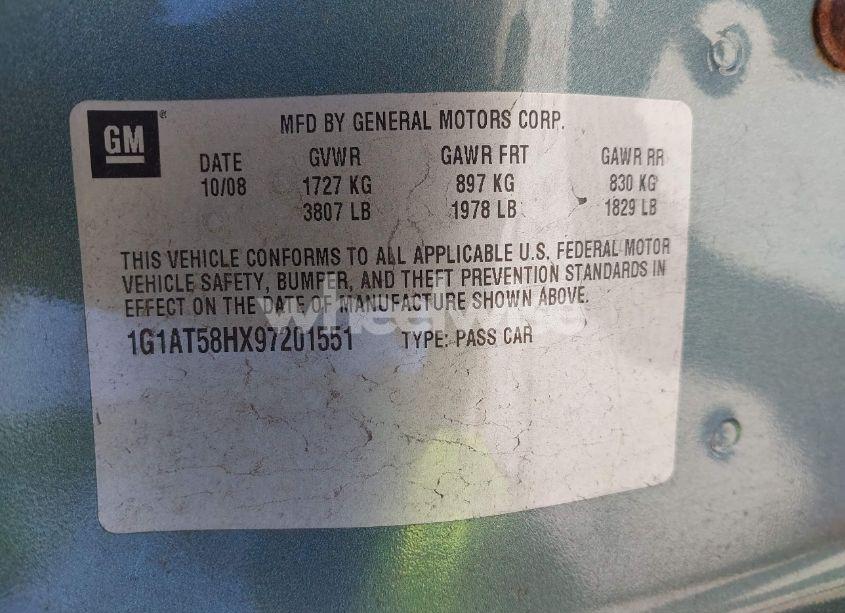 GM
®
MFD BY GENERAL MOTORS CORP.
DATE GVWR GAWR FRT GAWR RR
10/08 1727 KG 897 KG 830 KG
3807 LB 1978 LB 1829 LB
THIS VEHICLE CONFORMS TO ALL APPLICABLE U.S. FEDERAL MOTOR
VEHICLE SAFETY, BUMPER, AND THEFT PREVENTION STANDARDS IN
EFFECT ON THE DATE OF MANUFACTURE SHOWN ABOVE.
wheelwise
1G1AT58HX97201551 TYPE: PASS CAR